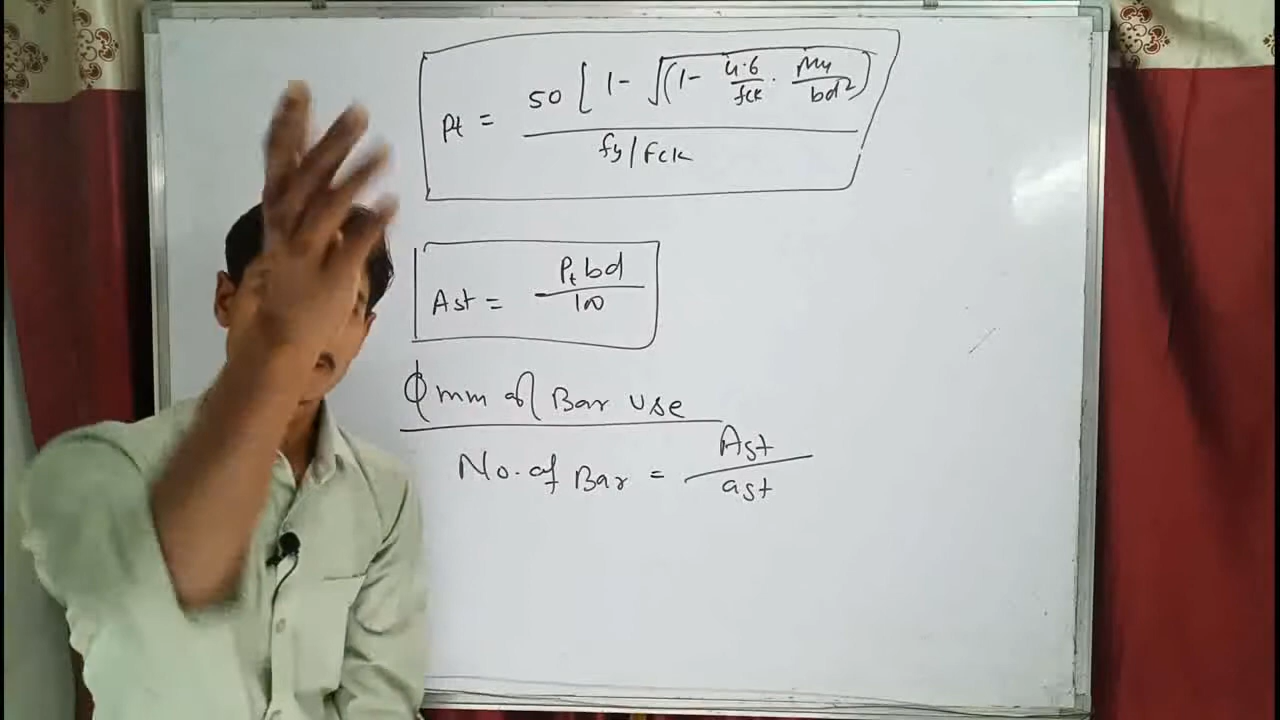 Pt = 50 [ 1 - √(1 - 4.6/fck . Mu/bd²) / fy/Fck
Ast = Pt bd / 100
ϕ mm of Bar use
No. of Bar = Ast / ast